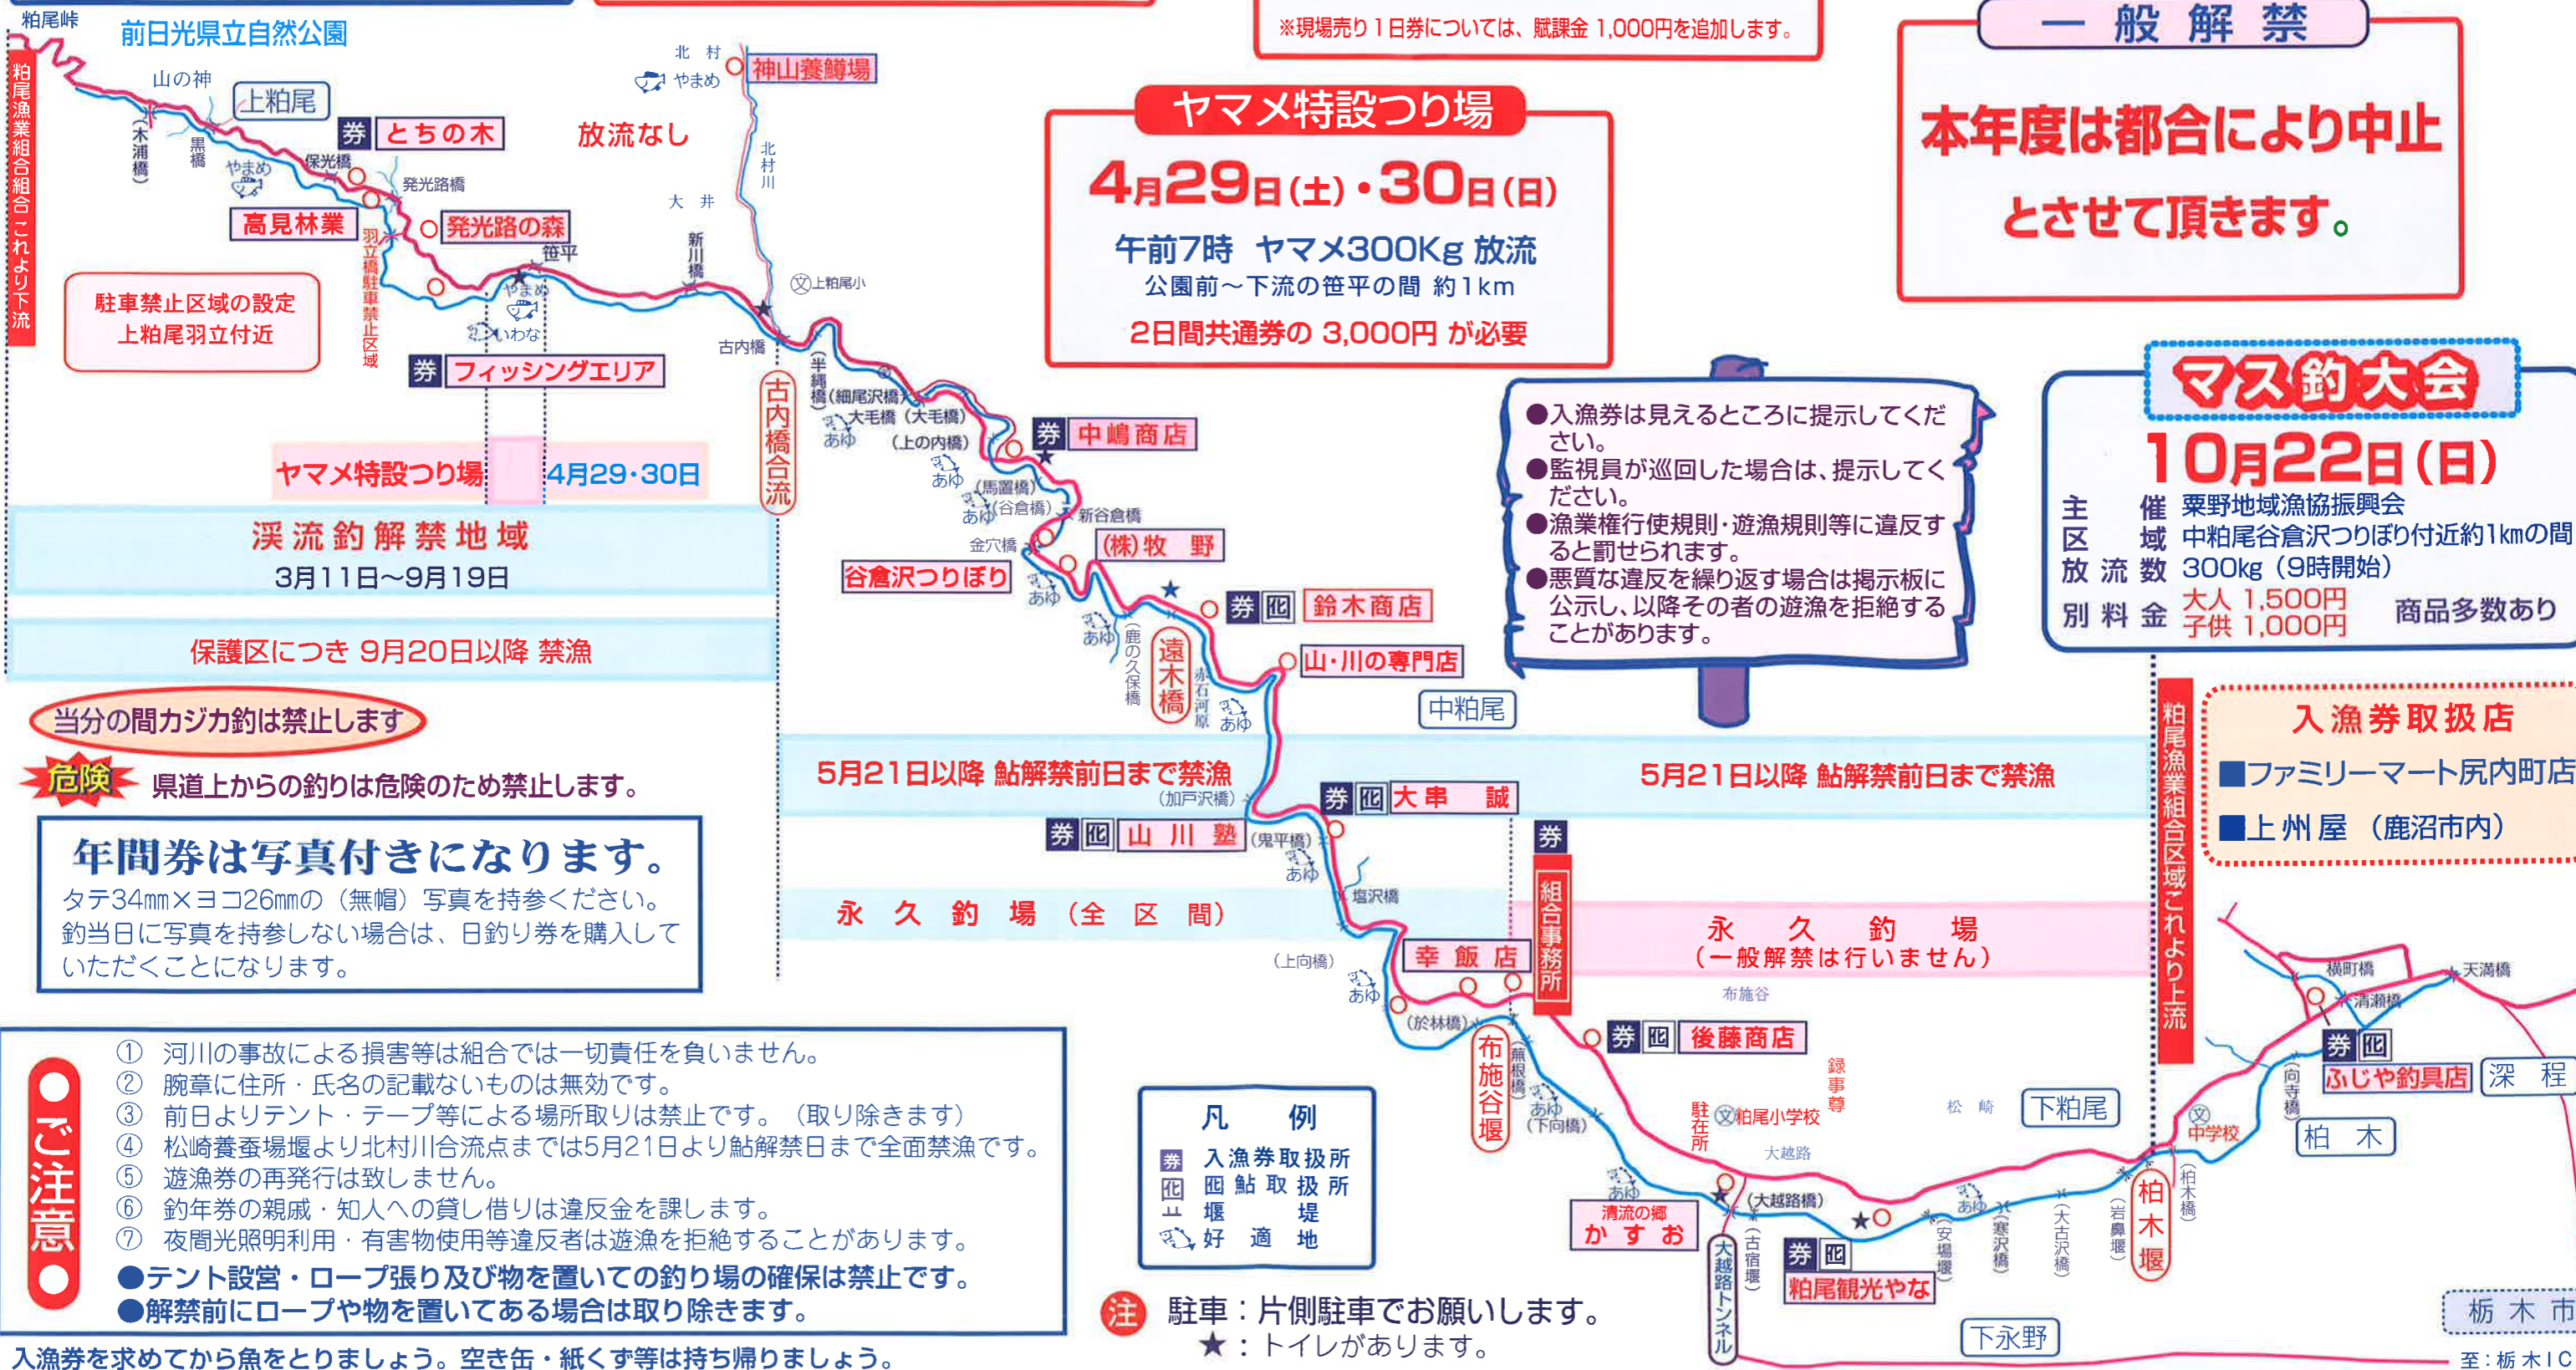 粕尾峠
前日光県立自然公園
粕尾漁業組合組合 これより下流
山の神
上粕尾
(木浦橋)
黒橋
やまめ
保光橋
券 とちの木
発光路橋
高見林業
発光路の森
羽立橋駐車禁止区域
笹平
やまめ
いわな
駐車禁止区域の設定
上粕尾羽立付近
券 フィッシングエリア
放流なし
北 村
やまめ
神山養鱒場
北村川
大 井
新川橋
文 上粕尾小
古内橋
古内橋合流
ヤマメ特設つり場 4月29・30日
渓流釣解禁地域
3月11日〜9月19日
保護区につき 9月20日以降 禁漁
当分の間カジカ釣は禁止します
危険 県道上からの釣りは危険のため禁止します。
年間券は写真付きになります。
タテ34mm×ヨコ26mmの（無帽）写真を持参ください。
釣当日に写真を持参しない場合は、日釣り券を購入して
いただくことになります。
※現場売り1日券については、賦課金 1,000円を追加します。
ヤマメ特設つり場
4月29日(土)・30日(日)
午前7時 ヤマメ300Kg 放流
公園前〜下流の笹平の間 約1km
2日間共通券の 3,000円 が必要
一般解禁
本年度は都合により中止
とさせて頂きます。
●入漁券は見えるところに提示してくだ
さい。
●監視員が巡回した場合は、提示してく
ださい。
●漁業権行使規則・遊漁規則等に違反す
ると罰せられます。
●悪質な違反を繰り返す場合は掲示板に
公示し、以降その者の遊漁を拒絶する
ことがあります。
マス釣大会
10月22日(日)
主催 粟野地域漁協振興会
区域 中粕尾谷倉沢つりぼり付近約1kmの間
放流数 300kg（9時開始）
別料金 大人 1,500円
子供 1,000円
商品多数あり
(半縄橋)
(細尾沢橋)
大毛橋 (大毛橋)
あゆ
(上の内橋)
あゆ
券 中嶋商店
(馬置橋)
あゆ
(谷倉橋)
新谷倉橋
金穴橋
(株)牧 野
谷倉沢つりぼり
あゆ
あゆ
(鹿の久保橋)
遠木橋
赤石河原
あゆ
券 囮 鈴木商店
山・川の専門店
中粕尾
5月21日以降 鮎解禁前日まで禁漁
5月21日以降 鮎解禁前日まで禁漁
(加戸沢橋)
券 囮 大串 誠
券 囮 山川塾
(鬼平橋)
あゆ
塩沢橋
永久釣場（全区間）
券
組合事務所
永久釣場
(一般解禁は行いません)
(上向橋)
あゆ
幸飯店
(於林橋)
布施谷堰
(蕪根橋)
布施谷
券 囮 後藤商店
あゆ
(下向橋)
駐在所
文 粕尾小学校
録事尊
大越路
松 崎
下粕尾
あゆ
清流の郷
かすお
(大越路橋)
大越路トンネル
(古宿堰)
券 囮
粕尾観光やな
(安場堰)
あゆ
(寒沢橋)
(大古沢橋)
(岩鼻堰)
柏木堰
(柏木橋)
下永野
粕尾漁業組合区域これより上流
入漁券取扱店
■ファミリーマート尻内町店
■上州屋（鹿沼市内）
横町橋
清瀬橋
天満橋
券 囮
ふじや釣具店
深 程
(向寺橋)
文
中学校
柏 木
栃木市
至：栃木IC
●ご注意●
① 河川の事故による損害等は組合では一切責任を負いません。
② 腕章に住所・氏名の記載ないものは無効です。
③ 前日よりテント・テープ等による場所取りは禁止です。（取り除きます）
④ 松崎養蚕場堰より北村川合流点までは5月21日より鮎解禁日まで全面禁漁です。
⑤ 遊漁券の再発行は致しません。
⑥ 釣年券の親戚・知人への貸し借りは違反金を課します。
⑦ 夜間光照明利用・有害物使用等違反者は遊漁を拒絶することがあります。
●テント設営・ロープ張り及び物を置いての釣り場の確保は禁止です。
●解禁前にロープや物を置いてある場合は取り除きます。
入漁券を求めてから魚をとりましょう。空き缶・紙くず等は持ち帰りましょう。
凡 例
券 入漁券取扱所
囮 囮鮎取扱所
堰堤
好適地
注 駐車：片側駐車でお願いします。
★：トイレがあります。